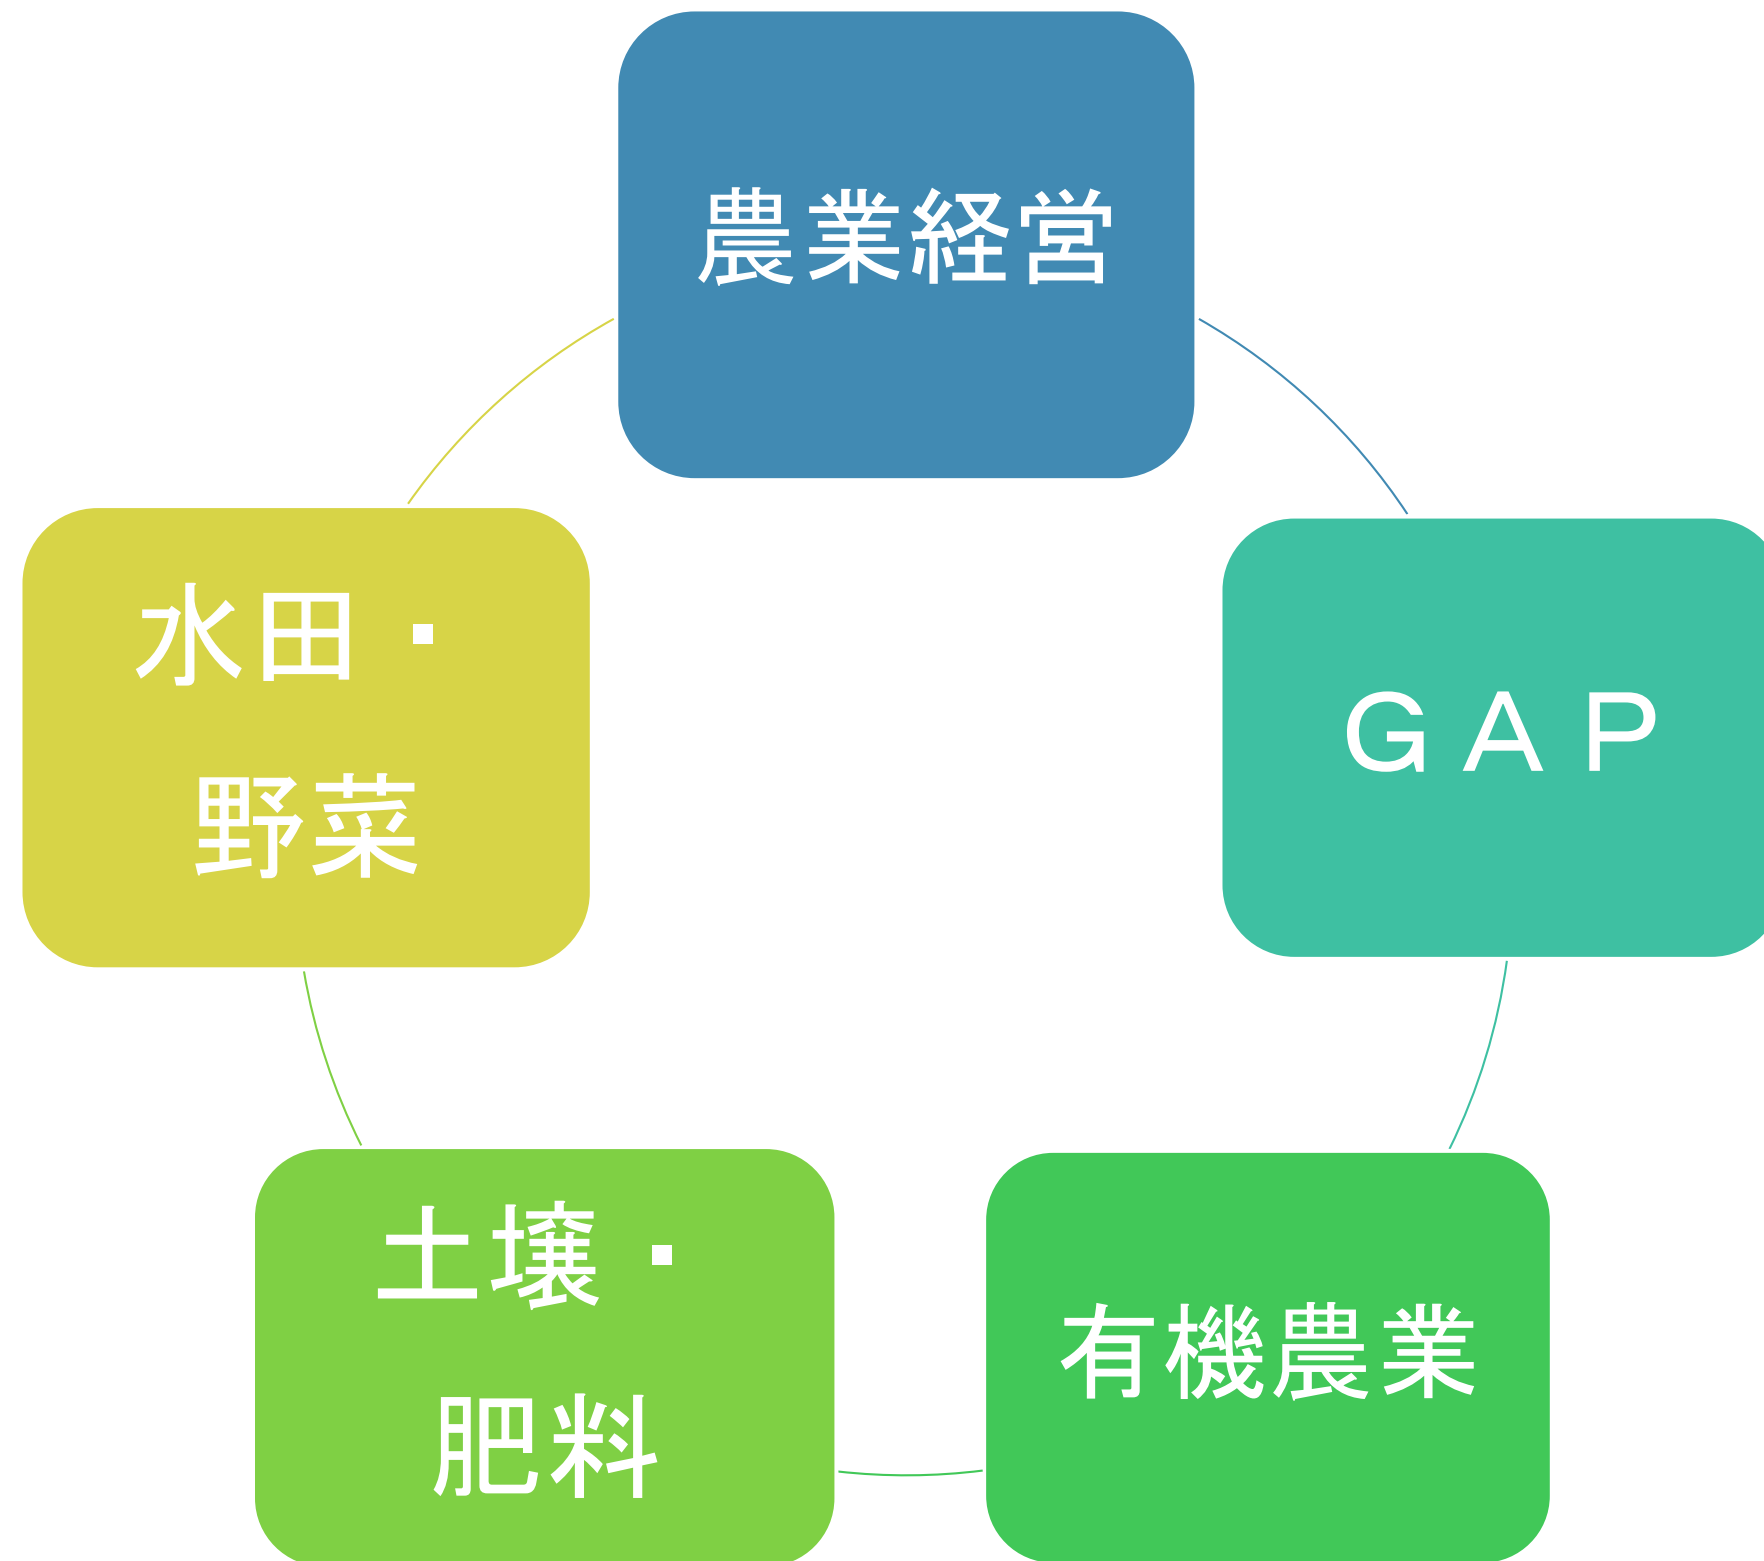 農業経営
ＧＡＰ
有機農業
土壌・
肥料
水田・
野菜